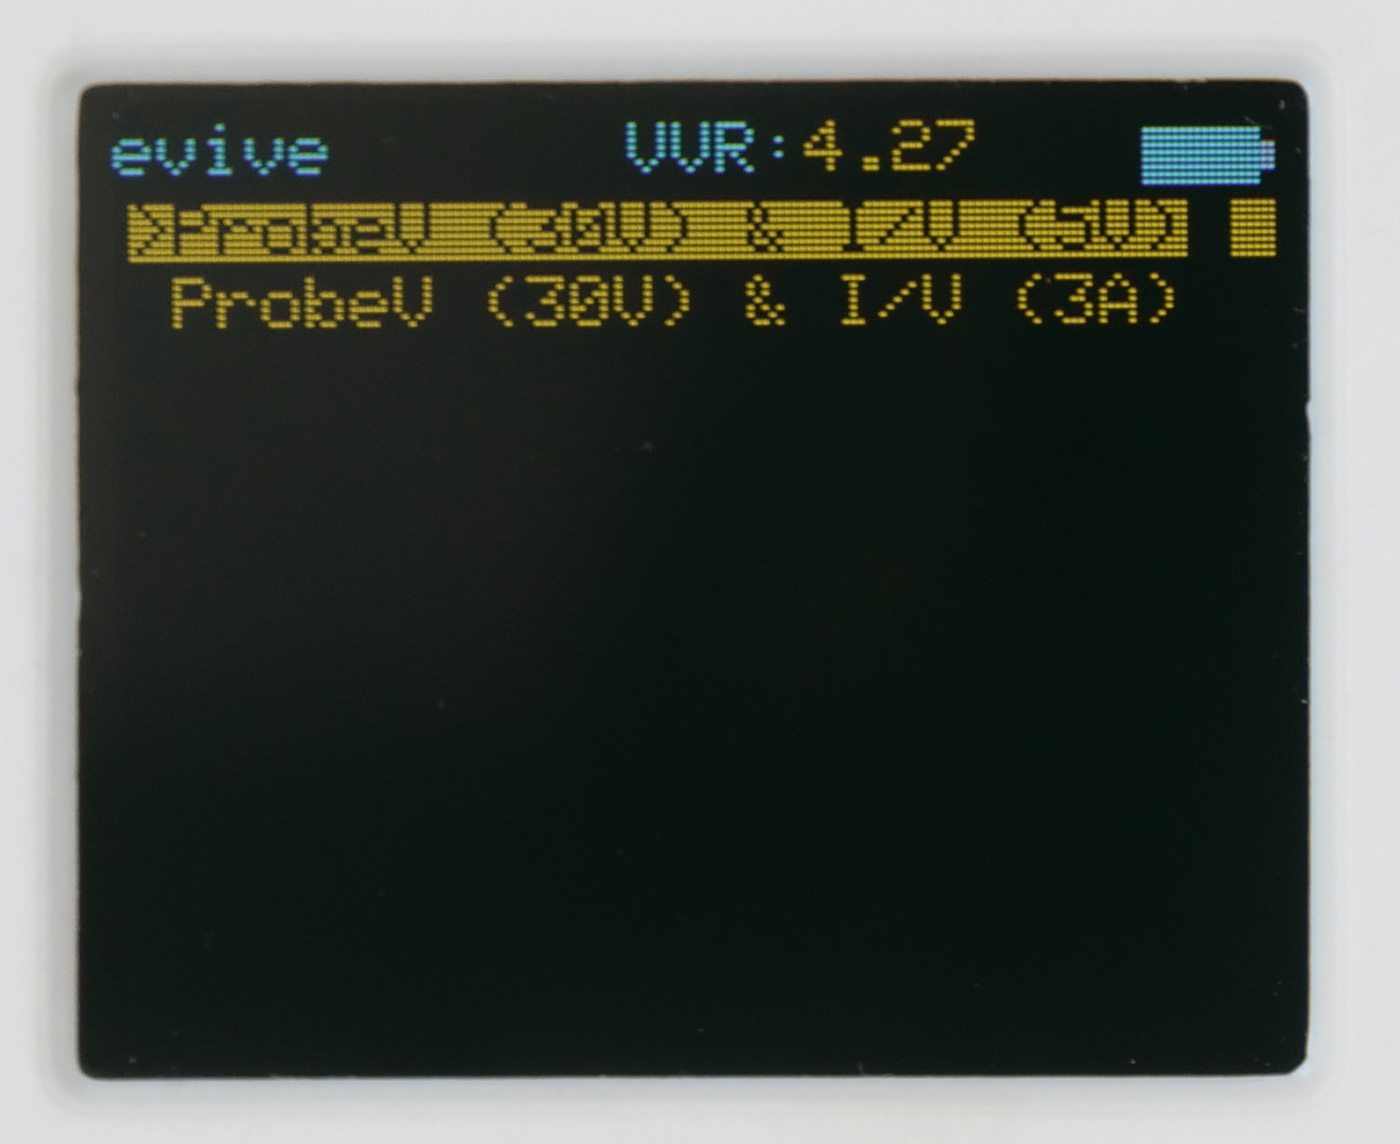 evive VVR:4.27
>ProbeV (30V) & I/V (5V)
ProbeV (30V) & I/V (3A)